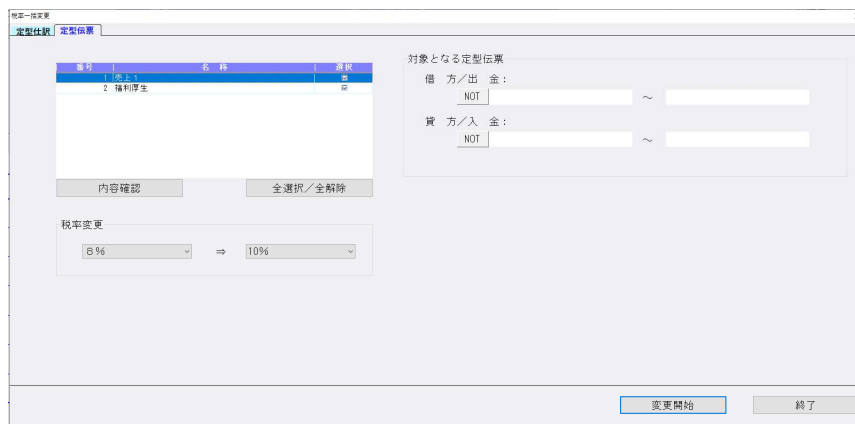 税率一括変更
定型仕訳 定型伝票
番号 名 称 選択
1 売上1
2 福利厚生
内容確認 全選択／全解除
税率変更
8% ⇒ 10%
対象となる定型伝票
借 方／出 金：
NOT ～
貸 方／入 金：
NOT ～
変更開始 終了